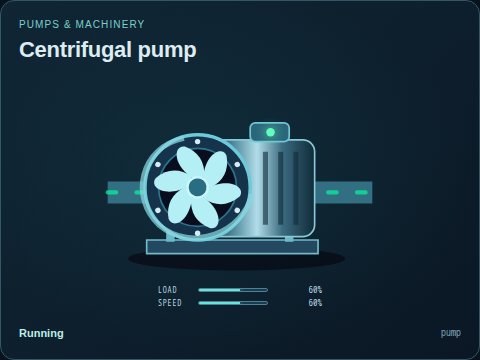 PUMPS & MACHINERY
Centrifugal pump
LOAD 60%
SPEED 60%
Running pump